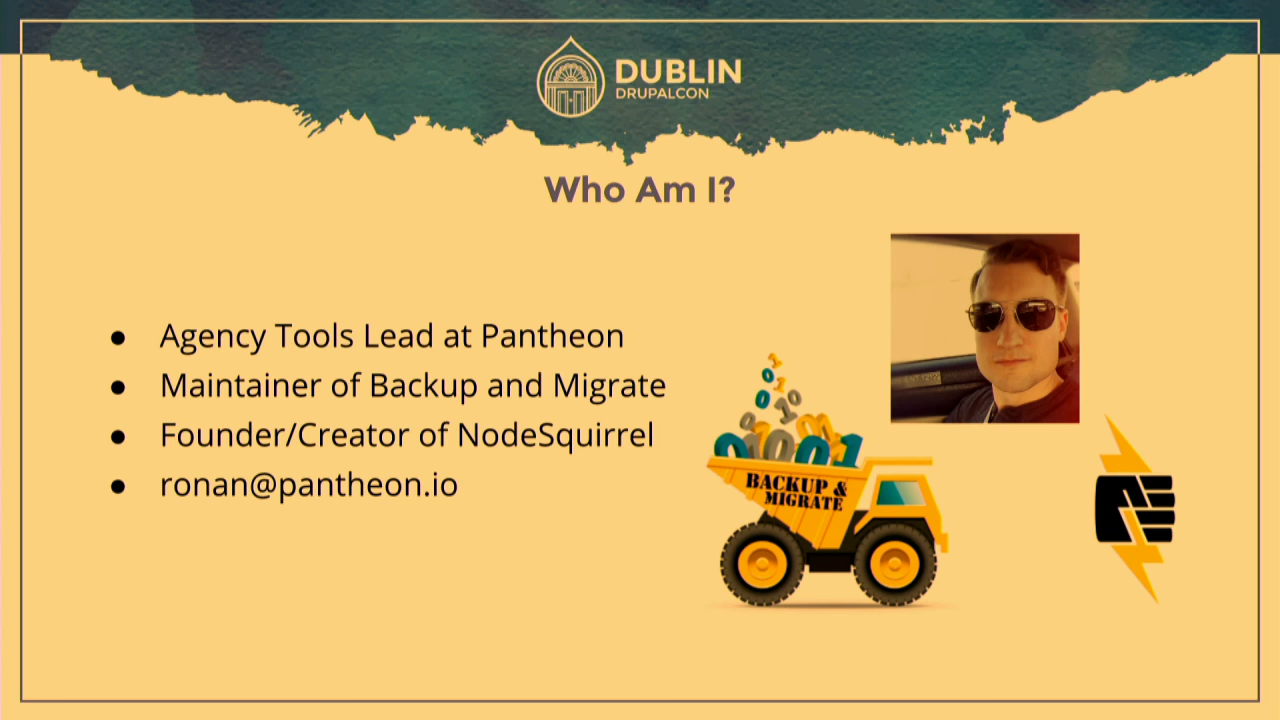 DUBLIN
DRUPALCON
Who Am I?
● Agency Tools Lead at Pantheon
● Maintainer of Backup and Migrate
● Founder/Creator of NodeSquirrel
● ronan@pantheon.io
BACKUP &
MIGRATE